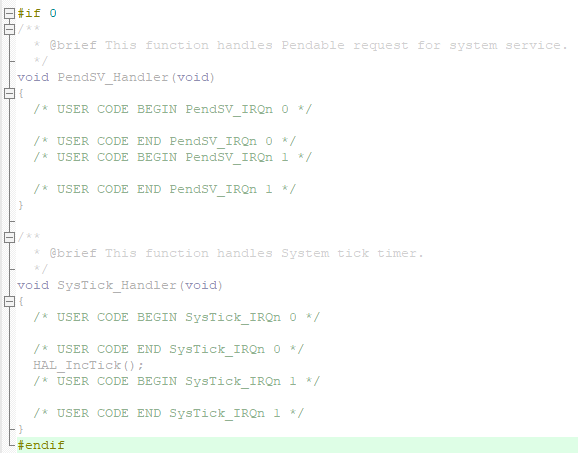 #if 0
/**
  * @brief This function handles Pendable request for system service.
  */
void PendSV_Handler(void)
{
  /* USER CODE BEGIN PendSV_IRQn 0 */
  /* USER CODE END PendSV_IRQn 0 */
  /* USER CODE BEGIN PendSV_IRQn 1 */
  /* USER CODE END PendSV_IRQn 1 */
}
/**
  * @brief This function handles System tick timer.
  */
void SysTick_Handler(void)
{
  /* USER CODE BEGIN SysTick_IRQn 0 */
  /* USER CODE END SysTick_IRQn 0 */
  HAL_IncTick();
  /* USER CODE BEGIN SysTick_IRQn 1 */
  /* USER CODE END SysTick_IRQn 1 */
}
#endif